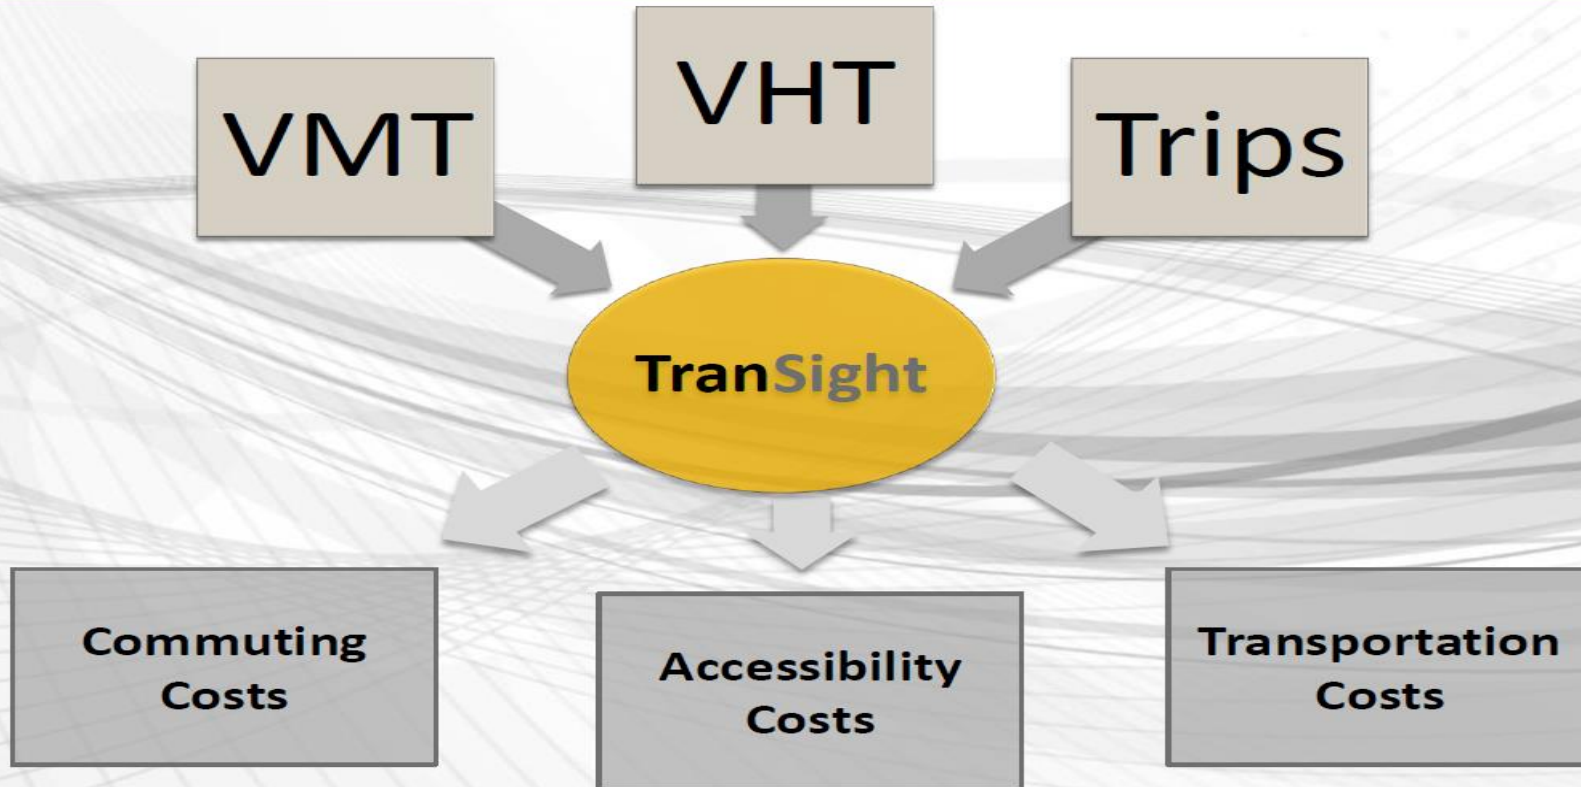 VMT
VHT
Trips
TranSight
Commuting
Costs
Accessibility
Costs
Transportation
Costs